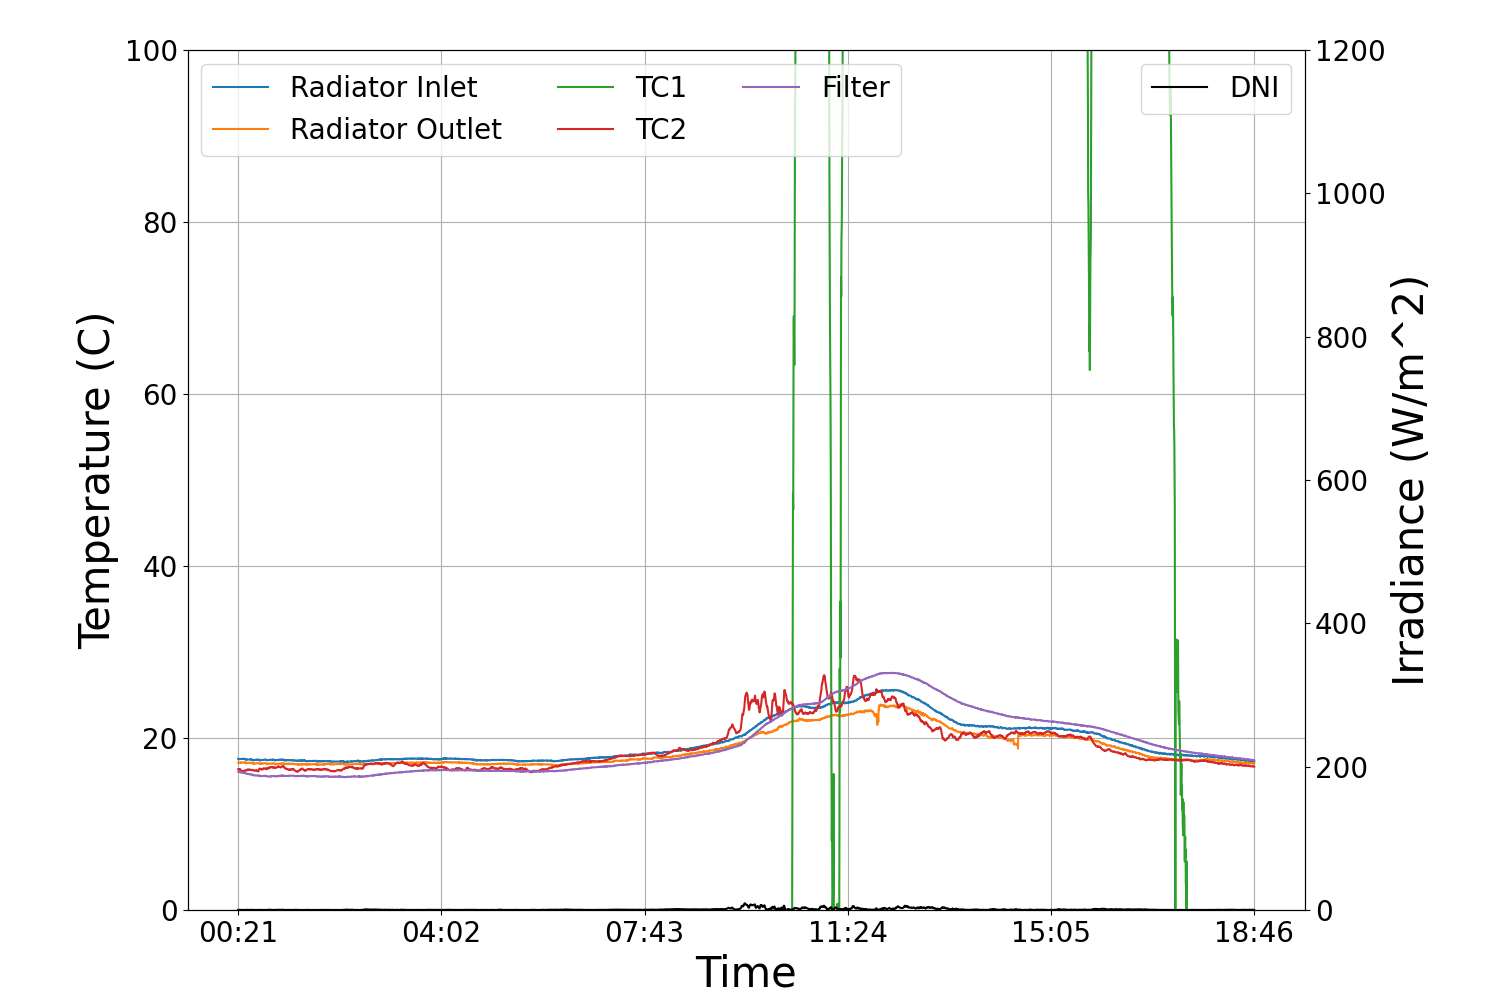 Radiator Inlet
Radiator Outlet
TC1
TC2
Filter
DNI
Temperature (C)
100
80
60
40
20
0
1200
1000
800
600
400
200
0
Irradiance (W/m^2)
00:21 04:02 07:43 11:24 15:05 18:46
Time